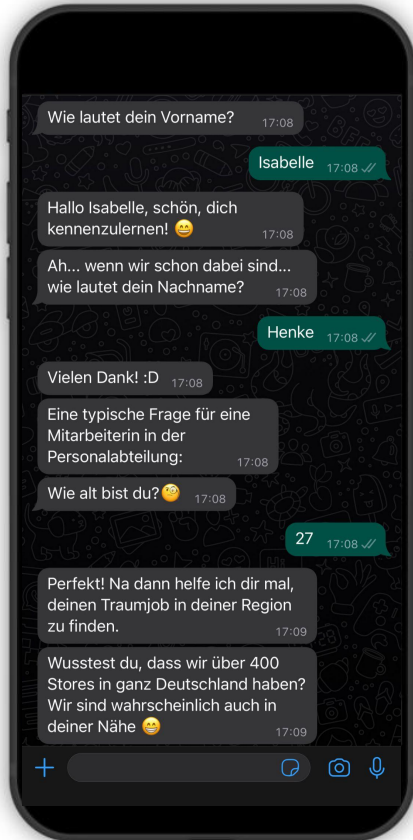 Wie lautet dein Vorname? 17:08
Isabelle 17:08
Hallo Isabelle, schön, dich
kennenzulernen! 😄 17:08
Ah... wenn wir schon dabei sind...
wie lautet dein Nachname? 17:08
Henke 17:08
Vielen Dank! :D 17:08
Eine typische Frage für eine
Mitarbeiterin in der
Personalabteilung: 17:08
Wie alt bist du?🧐 17:08
27 17:08
Perfekt! Na dann helfe ich dir mal,
deinen Traumjob in deiner Region
zu finden. 17:09
Wusstest du, dass wir über 400
Stores in ganz Deutschland haben?
Wir sind wahrscheinlich auch in
deiner Nähe 😁 17:09